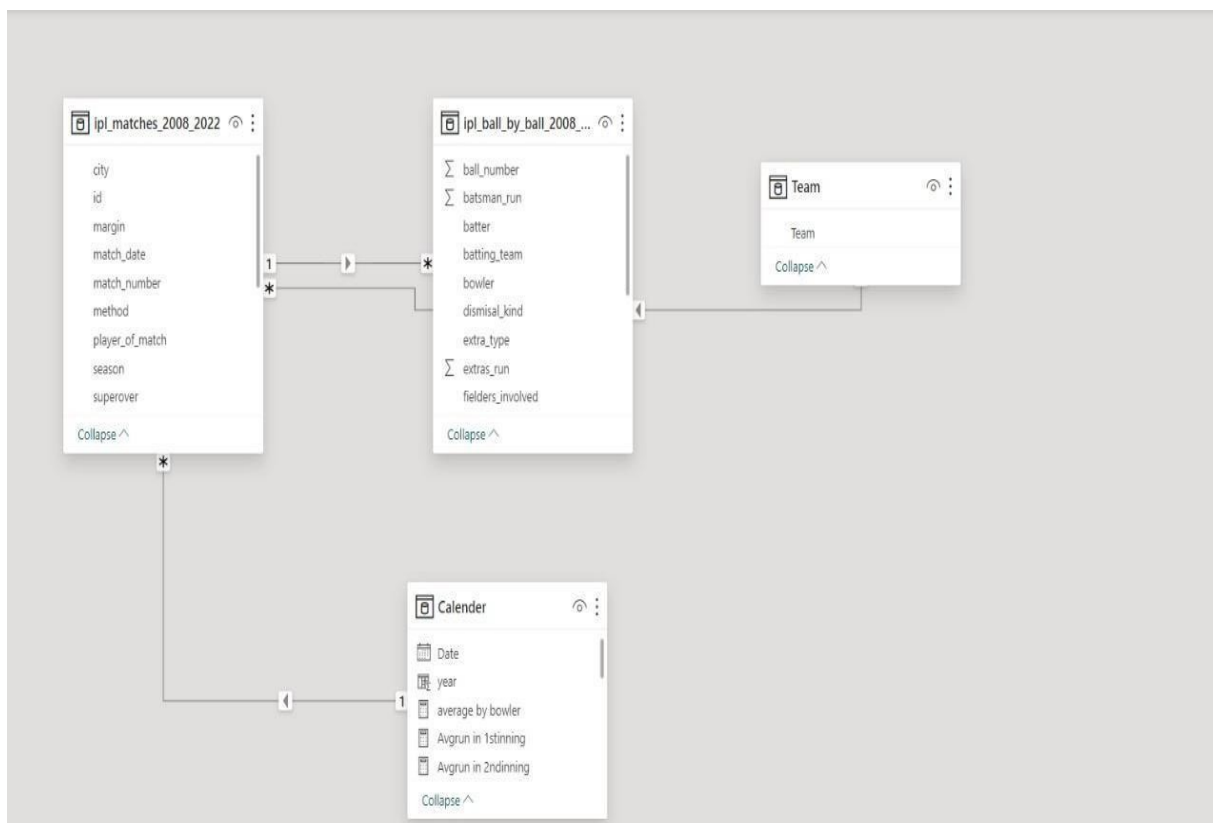 ipl_matches_2008_2022
city
id
margin
match_date
match_number
method
player_of_match
season
superover
Collapse
1
*
*
*
ipl_ball_by_ball_2008_...
Σ ball_number
Σ batsman_run
batter
batting_team
bowler
dismisal_kind
extra_type
Σ extras_run
fielders_involved
Collapse
Team
Team
Collapse
Calender
Date
year
average by bowler
Avgrun in 1stinning
Avgrun in 2ndinning
Collapse
1